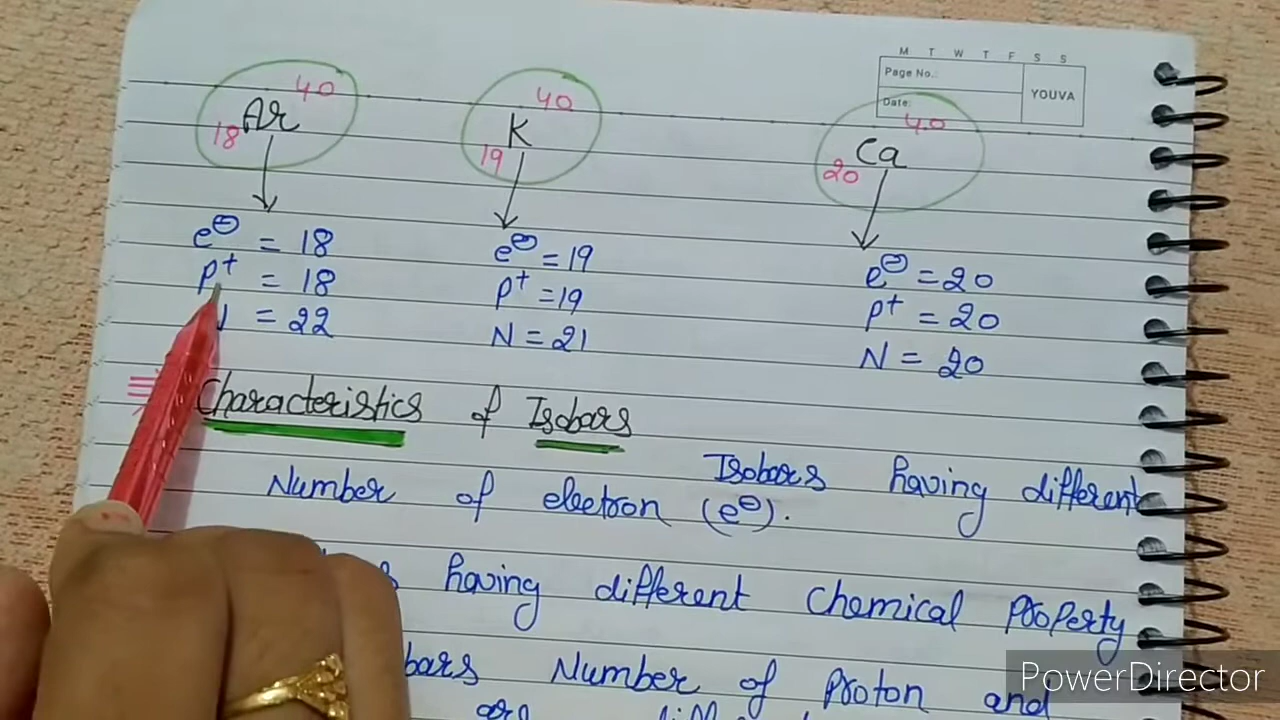 M T W T F S S
Page No.:
Date:
YOUVA
40 40 40
Ar K Ca
18 19 20
e⊖ = 18 e⊖ = 19 e⊖ = 20
P+ = 18 P+ = 19 P+ = 20
= 22 N = 21 N = 20
Characteristics of Isobars
Isobars having different
Number of electron (e⊖).
having different Chemical Property
Number of Proton and
PowerDirector